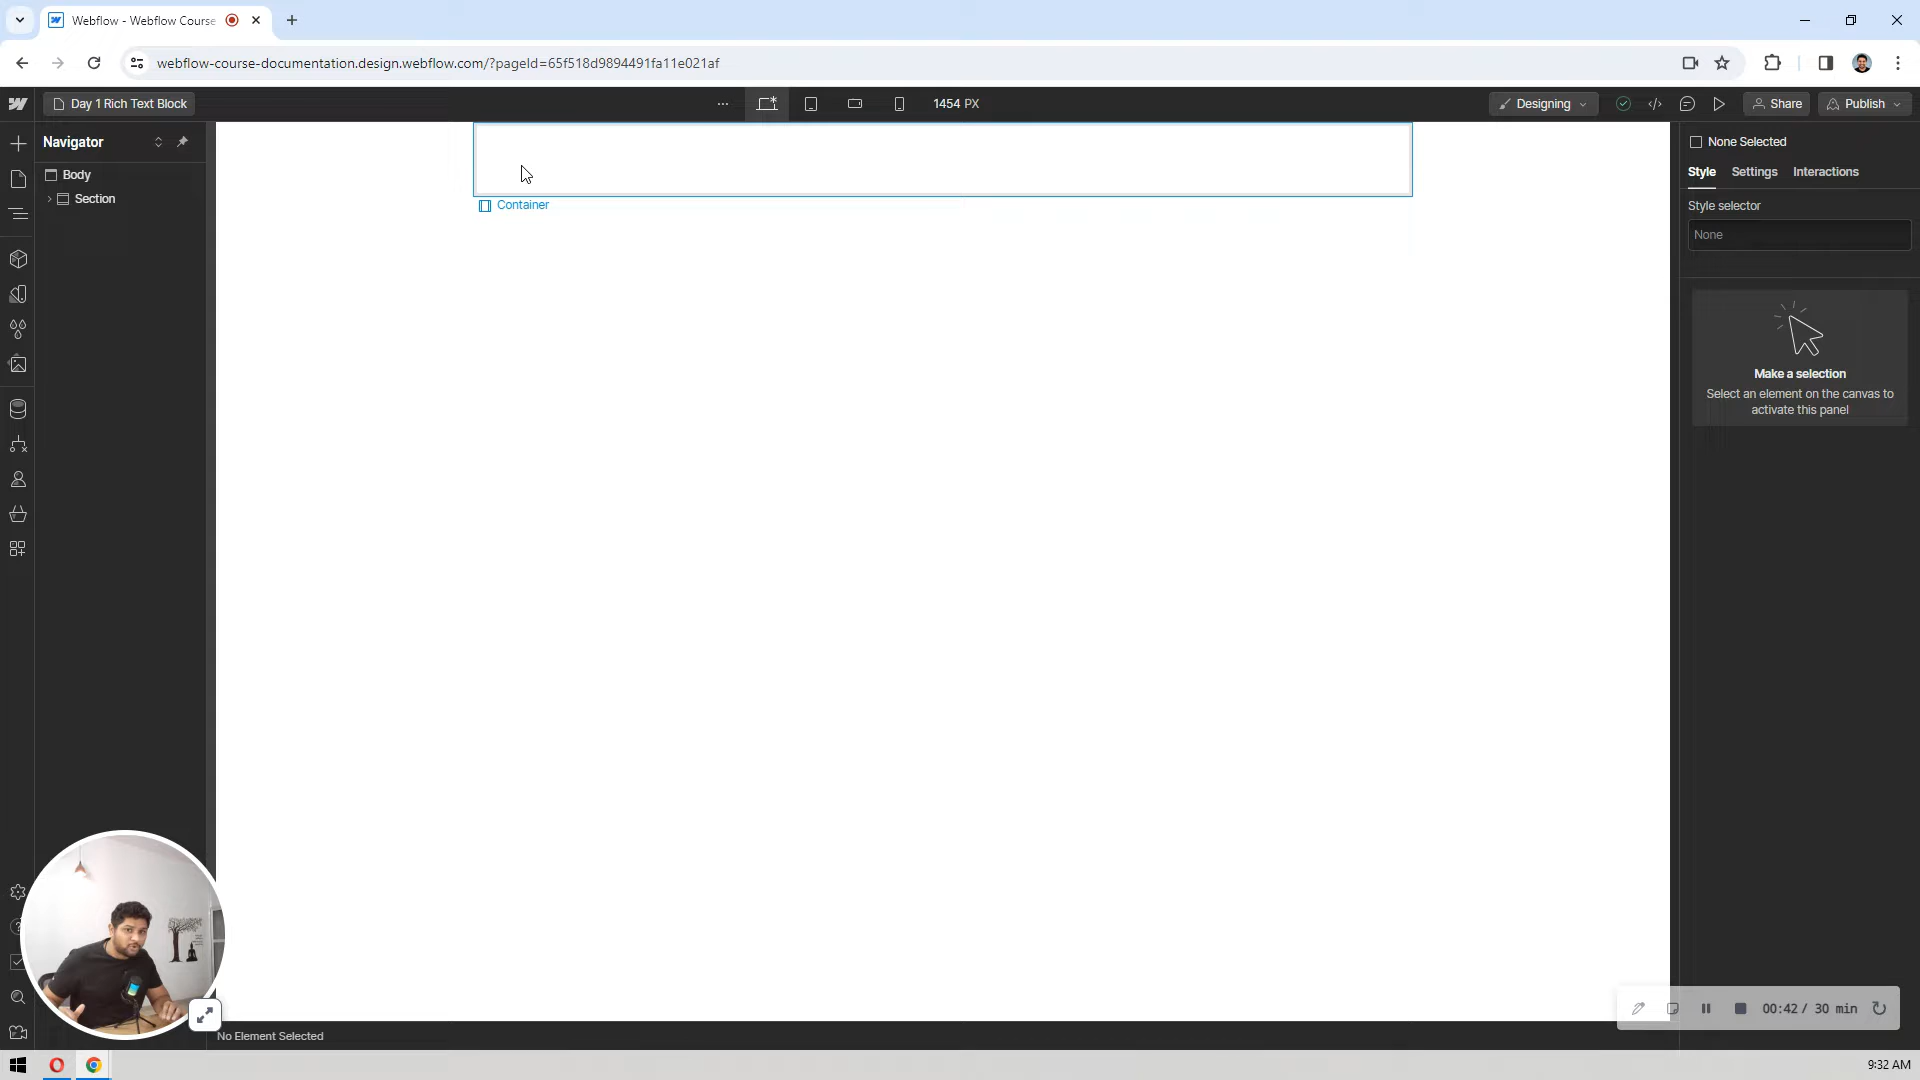 Webflow - Webflow Course
webflow-course-documentation.design.webflow.com/?pageId=65f518d9894491fa11e021af
Day 1 Rich Text Block
1454 PX
Designing
Share
Publish
Navigator
None Selected
Body
Style Settings Interactions
Section
Container
Style selector
None
Make a selection
Select an element on the canvas to
activate this panel
00:42 / 30 min
No Element Selected
9:32 AM